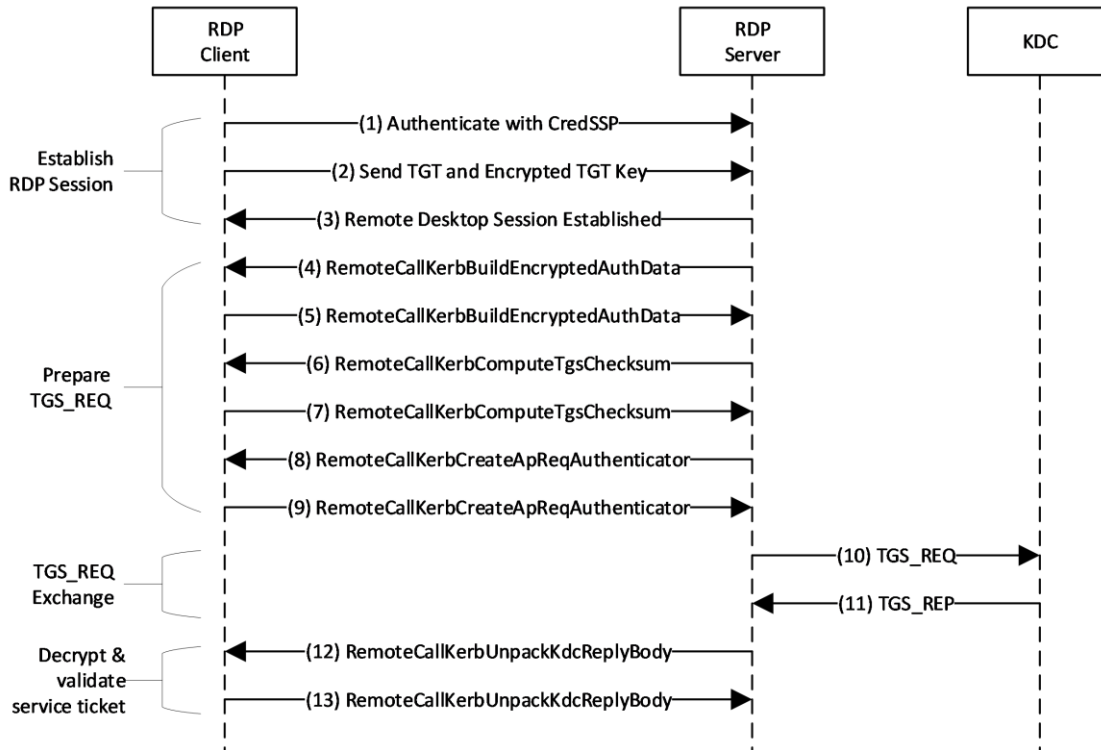 RDP
Client
RDP
Server
KDC
Establish
RDP Session
(1) Authenticate with CredSSP
(2) Send TGT and Encrypted TGT Key
(3) Remote Desktop Session Established
Prepare
TGS_REQ
(4) RemoteCallKerbBuildEncryptedAuthData
(5) RemoteCallKerbBuildEncryptedAuthData
(6) RemoteCallKerbComputeTgsChecksum
(7) RemoteCallKerbComputeTgsChecksum
(8) RemoteCallKerbCreateApReqAuthenticator
(9) RemoteCallKerbCreateApReqAuthenticator
TGS_REQ
Exchange
(10) TGS_REQ
(11) TGS_REP
Decrypt &
validate
service ticket
(12) RemoteCallKerbUnpackKdcReplyBody
(13) RemoteCallKerbUnpackKdcReplyBody